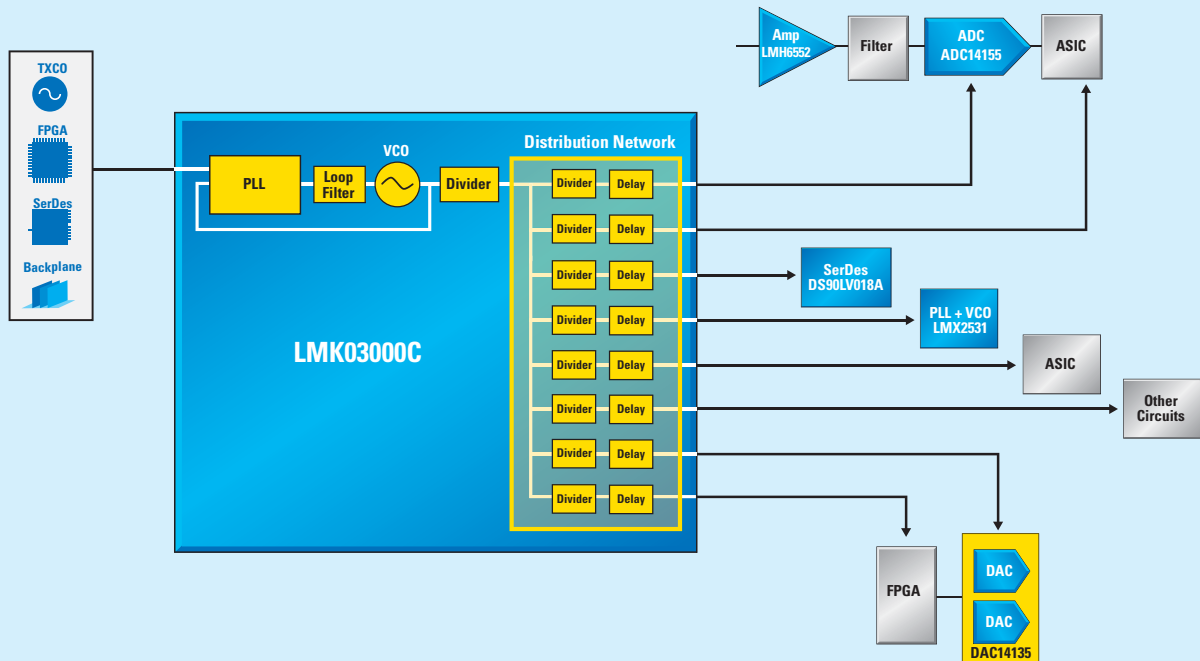 TXCO
FPGA
SerDes
Backplane
Amp
LMH6552
Filter
ADC
ADC14155
ASIC
Distribution Network
VCO
PLL
Loop
Filter
Divider
Divider
Delay
Divider
Delay
Divider
Delay
Divider
Delay
Divider
Delay
Divider
Delay
Divider
Delay
Divider
Delay
LMK03000C
SerDes
DS90LV018A
PLL + VCO
LMX2531
ASIC
Other
Circuits
FPGA
DAC
DAC
DAC14135